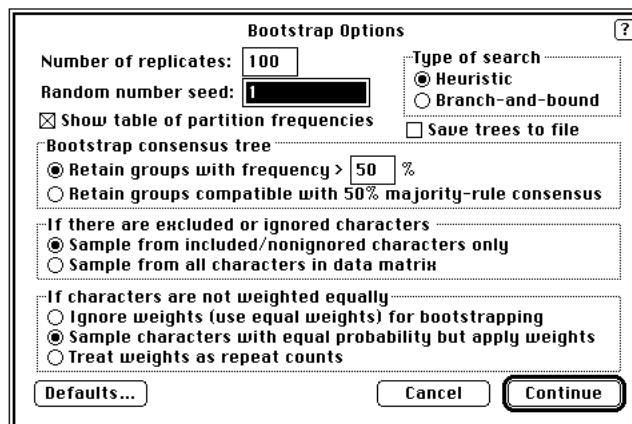 Bootstrap Options
?
Number of replicates: 100
Random number seed: 1
Show table of partition frequencies
Type of search
Heuristic
Branch-and-bound
Save trees to file
Bootstrap consensus tree
Retain groups with frequency > 50 %
Retain groups compatible with 50% majority-rule consensus
If there are excluded or ignored characters
Sample from included/nonignored characters only
Sample from all characters in data matrix
If characters are not weighted equally
Ignore weights (use equal weights) for bootstrapping
Sample characters with equal probability but apply weights
Treat weights as repeat counts
Defaults...
Cancel
Continue